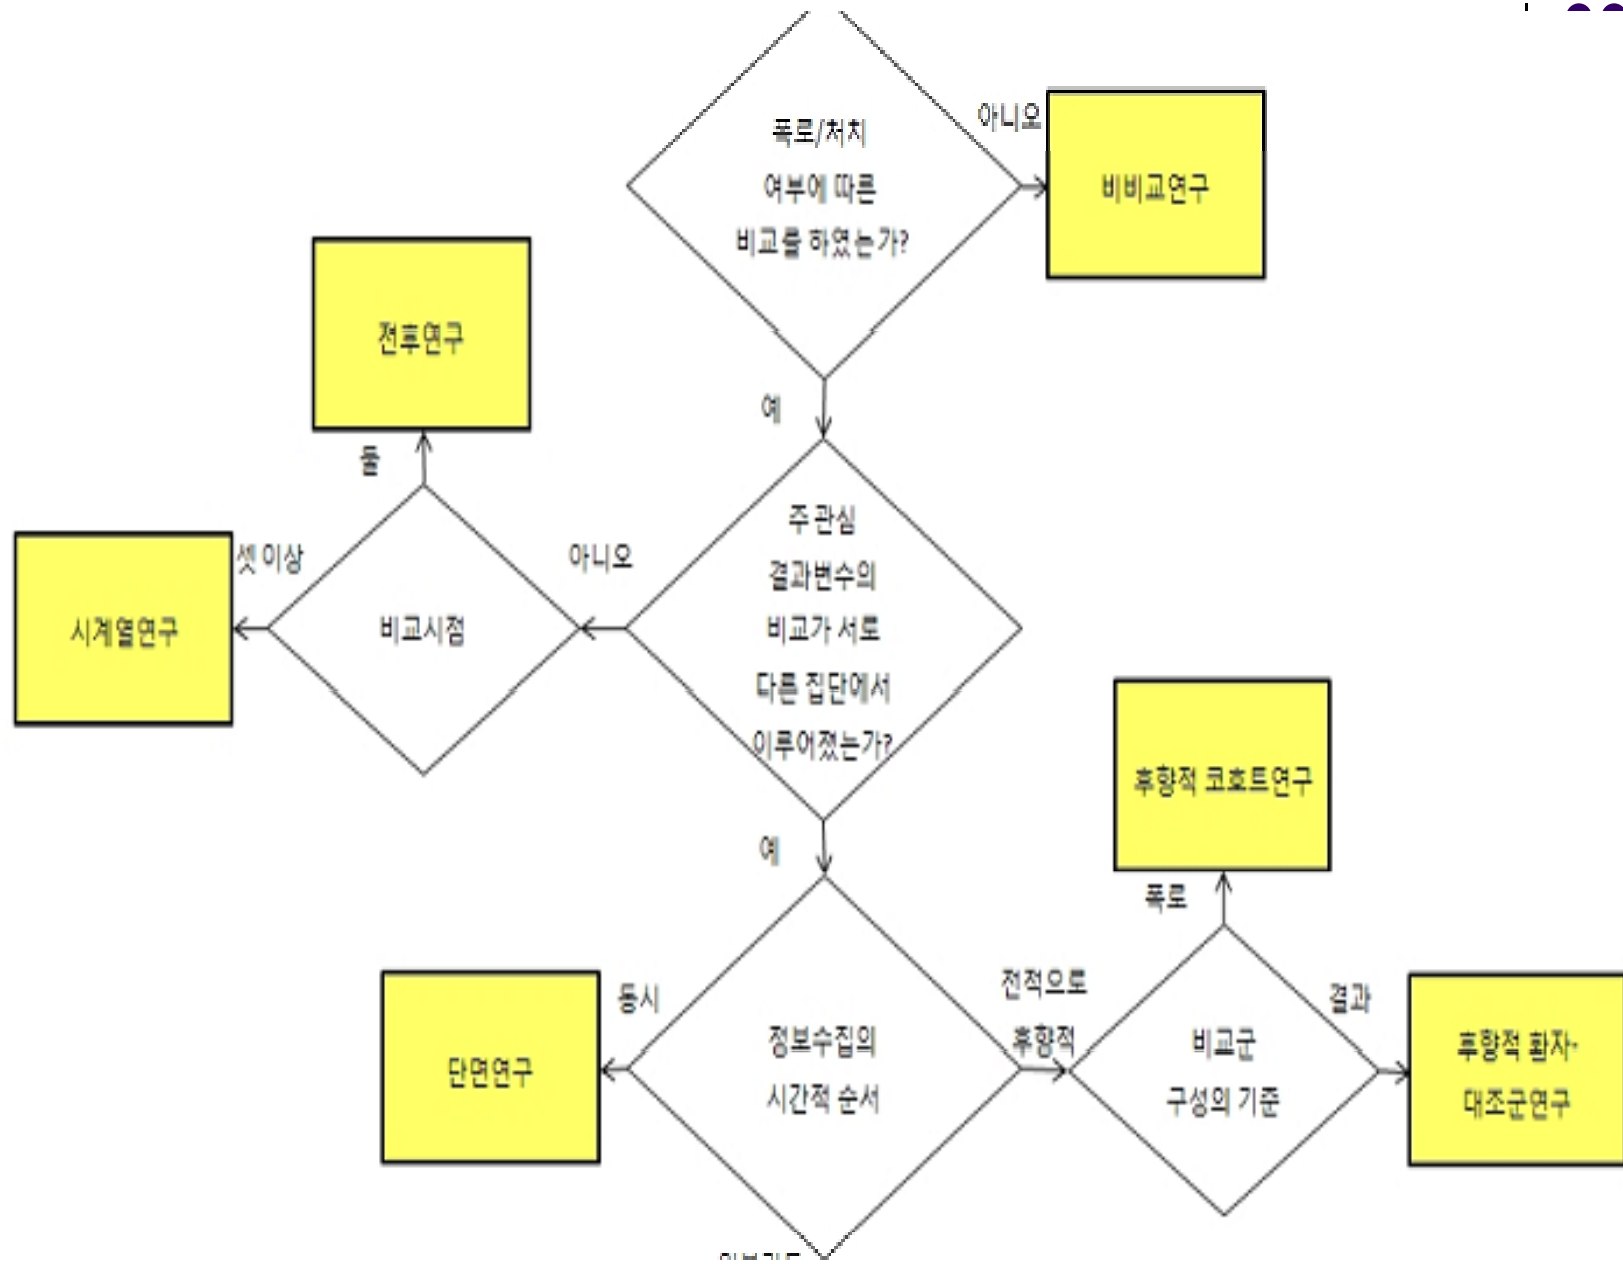 폭로/처치
여부에 따른
비교를 하였는가?
아니오
비비교연구
예
전후연구
둘
주 관심
결과변수의
비교가 서로
다른 집단에서
이루어졌는가?
아니오
비교시점
셋 이상
시계열연구
예
정보수집의
시간적 순서
동시
단면연구
전적으로
후향적
비교군
구성의 기준
폭로
후향적 코호트연구
결과
후향적 환자-
대조군연구